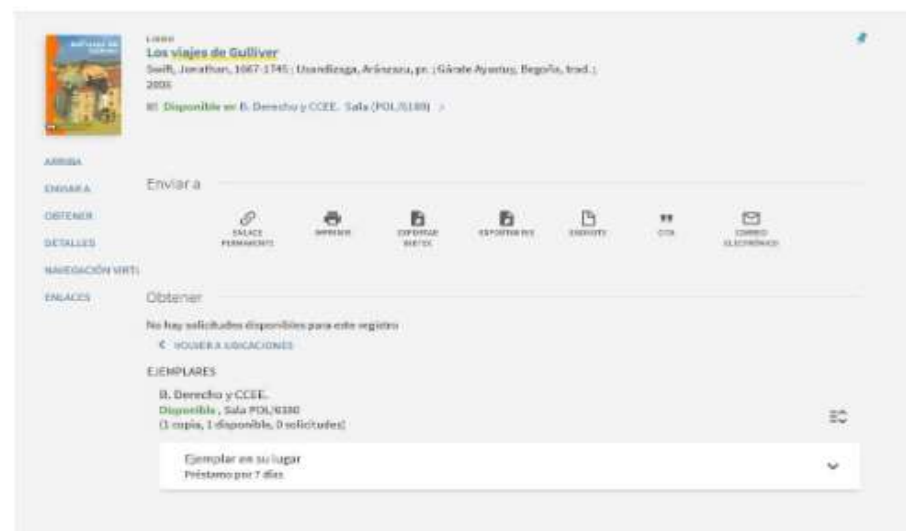 LIBRO
Los viajes de Gulliver
Swift, Jonathan, 1667-1745; Usandizaga, Aránzazu, pr.; Gárate Ayastuy, Begoña, trad.;
2005
Disponible en B. Derecho y CCEE. Sala (POL/6180) >
ARRIBA
ENVIAR A
Enviar a
OBTENER
ENLACE PERMANENTE
IMPRIMIR
EXPORTAR BIBTEX
EXPORTAR RIS
ENDNOTE
CITA
CORREO ELECTRÓNICO
DETALLES
NAVEGACIÓN VIRTU
ENLACES
Obtener
No hay solicitudes disponibles para este registro
VOLVER A UBICACIONES
EJEMPLARES
B. Derecho y CCEE.
Disponible, Sala POL/6180
(1 copia, 1 disponible, 0 solicitudes)
Ejemplar en su lugar
Préstamo por 7 días